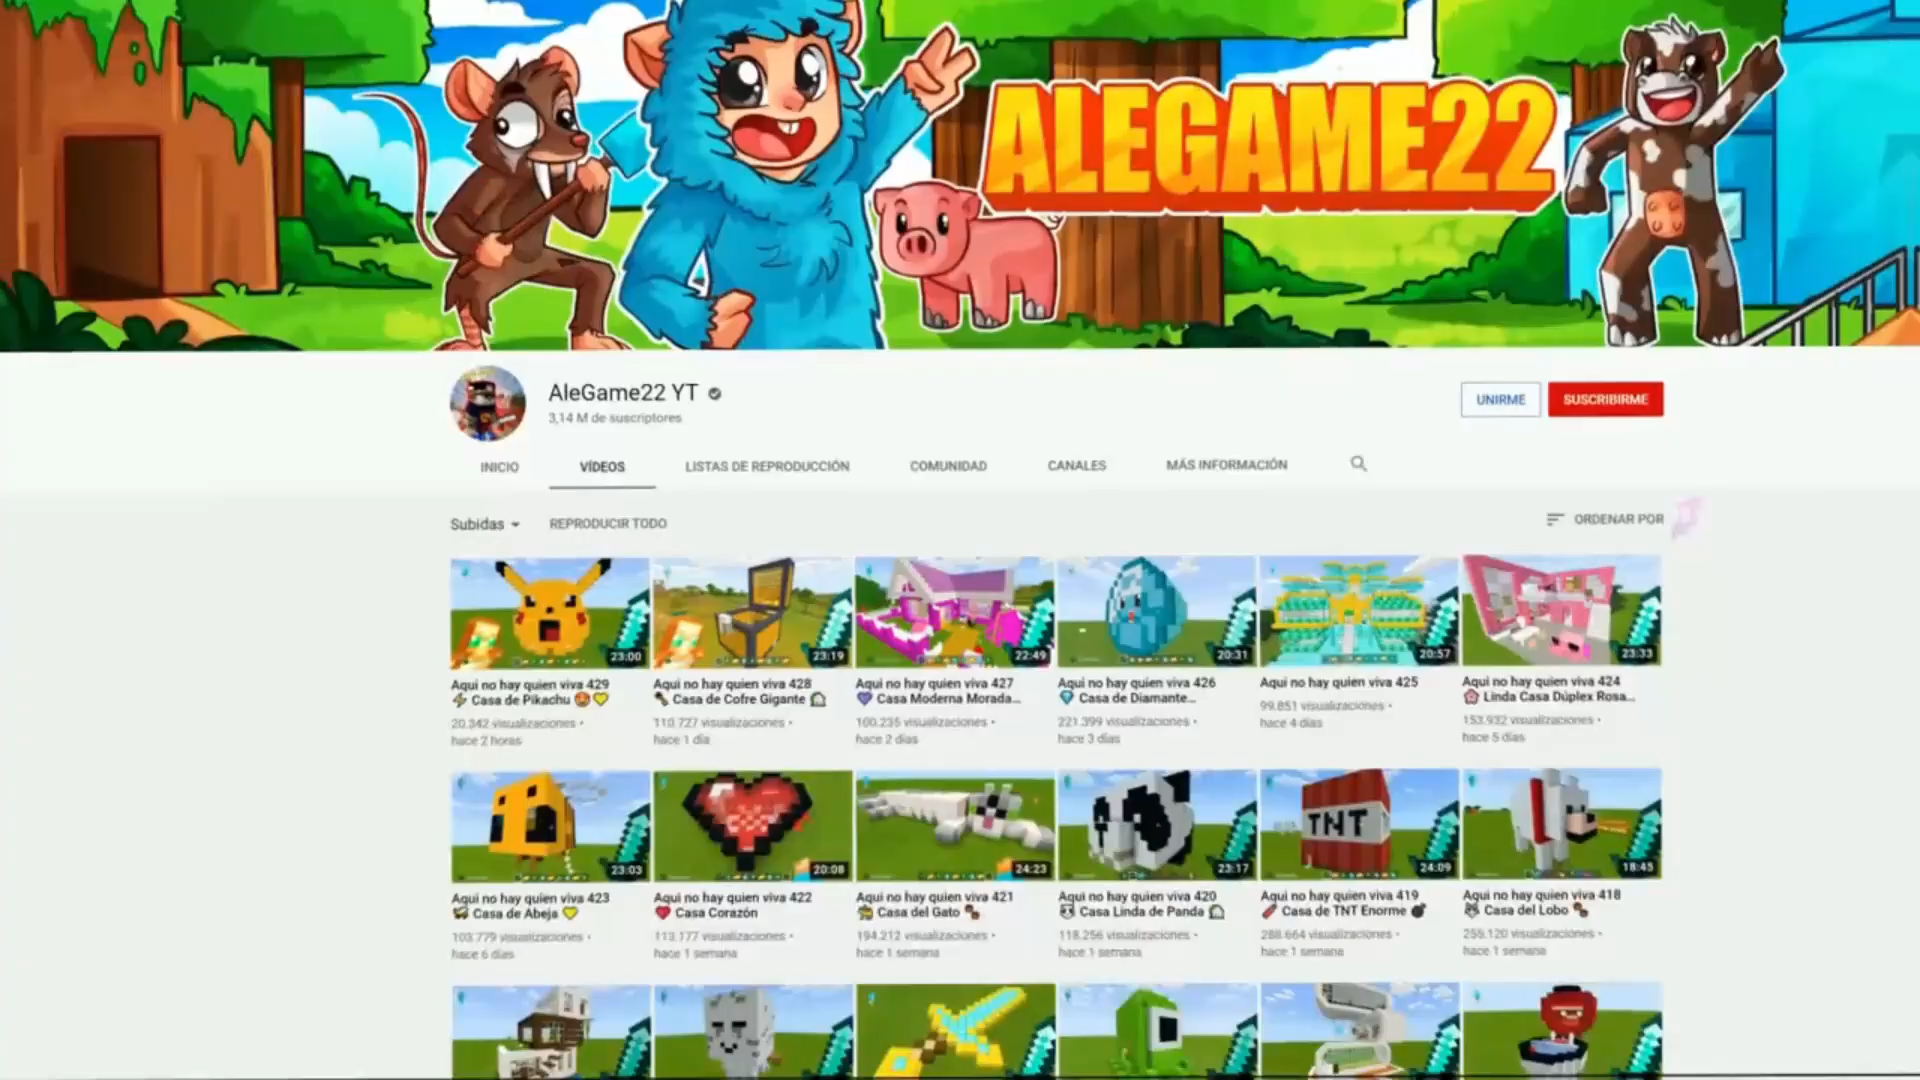 ALEGAME22
AleGame22 YT
3,14 M de suscriptores
UNIRME
SUSCRIBIRME
INICIO
VÍDEOS
LISTAS DE REPRODUCCIÓN
COMUNIDAD
CANALES
MÁS INFORMACIÓN
Subidas
REPRODUCIR TODO
ORDENAR POR
23:00
23:19
22:49
20:31
20:57
23:33
Aqui no hay quien viva 429
Casa de Pikachu
20.342 visualizaciones •
hace 2 horas
Aqui no hay quien viva 428
Casa de Cofre Gigante
110.727 visualizaciones •
hace 1 día
Aqui no hay quien viva 427
Casa Moderna Morada...
100.235 visualizaciones •
hace 2 días
Aqui no hay quien viva 426
Casa de Diamante...
221.399 visualizaciones •
hace 3 días
Aqui no hay quien viva 425
99.851 visualizaciones •
hace 4 días
Aqui no hay quien viva 424
Linda Casa Dúplex Rosa...
153.932 visualizaciones •
hace 5 días
23:03
20:08
24:23
23:17
TNT
24:09
18:45
Aqui no hay quien viva 423
Casa de Abeja
103.779 visualizaciones •
hace 6 días
Aqui no hay quien viva 422
Casa Corazón
113.177 visualizaciones •
hace 1 semana
Aqui no hay quien viva 421
Casa del Gato
194.212 visualizaciones •
hace 1 semana
Aqui no hay quien viva 420
Casa Linda de Panda
118.256 visualizaciones •
hace 1 semana
Aqui no hay quien viva 419
Casa de TNT Enorme
288.664 visualizaciones •
hace 1 semana
Aqui no hay quien viva 418
Casa del Lobo
256.120 visualizaciones •
hace 1 semana